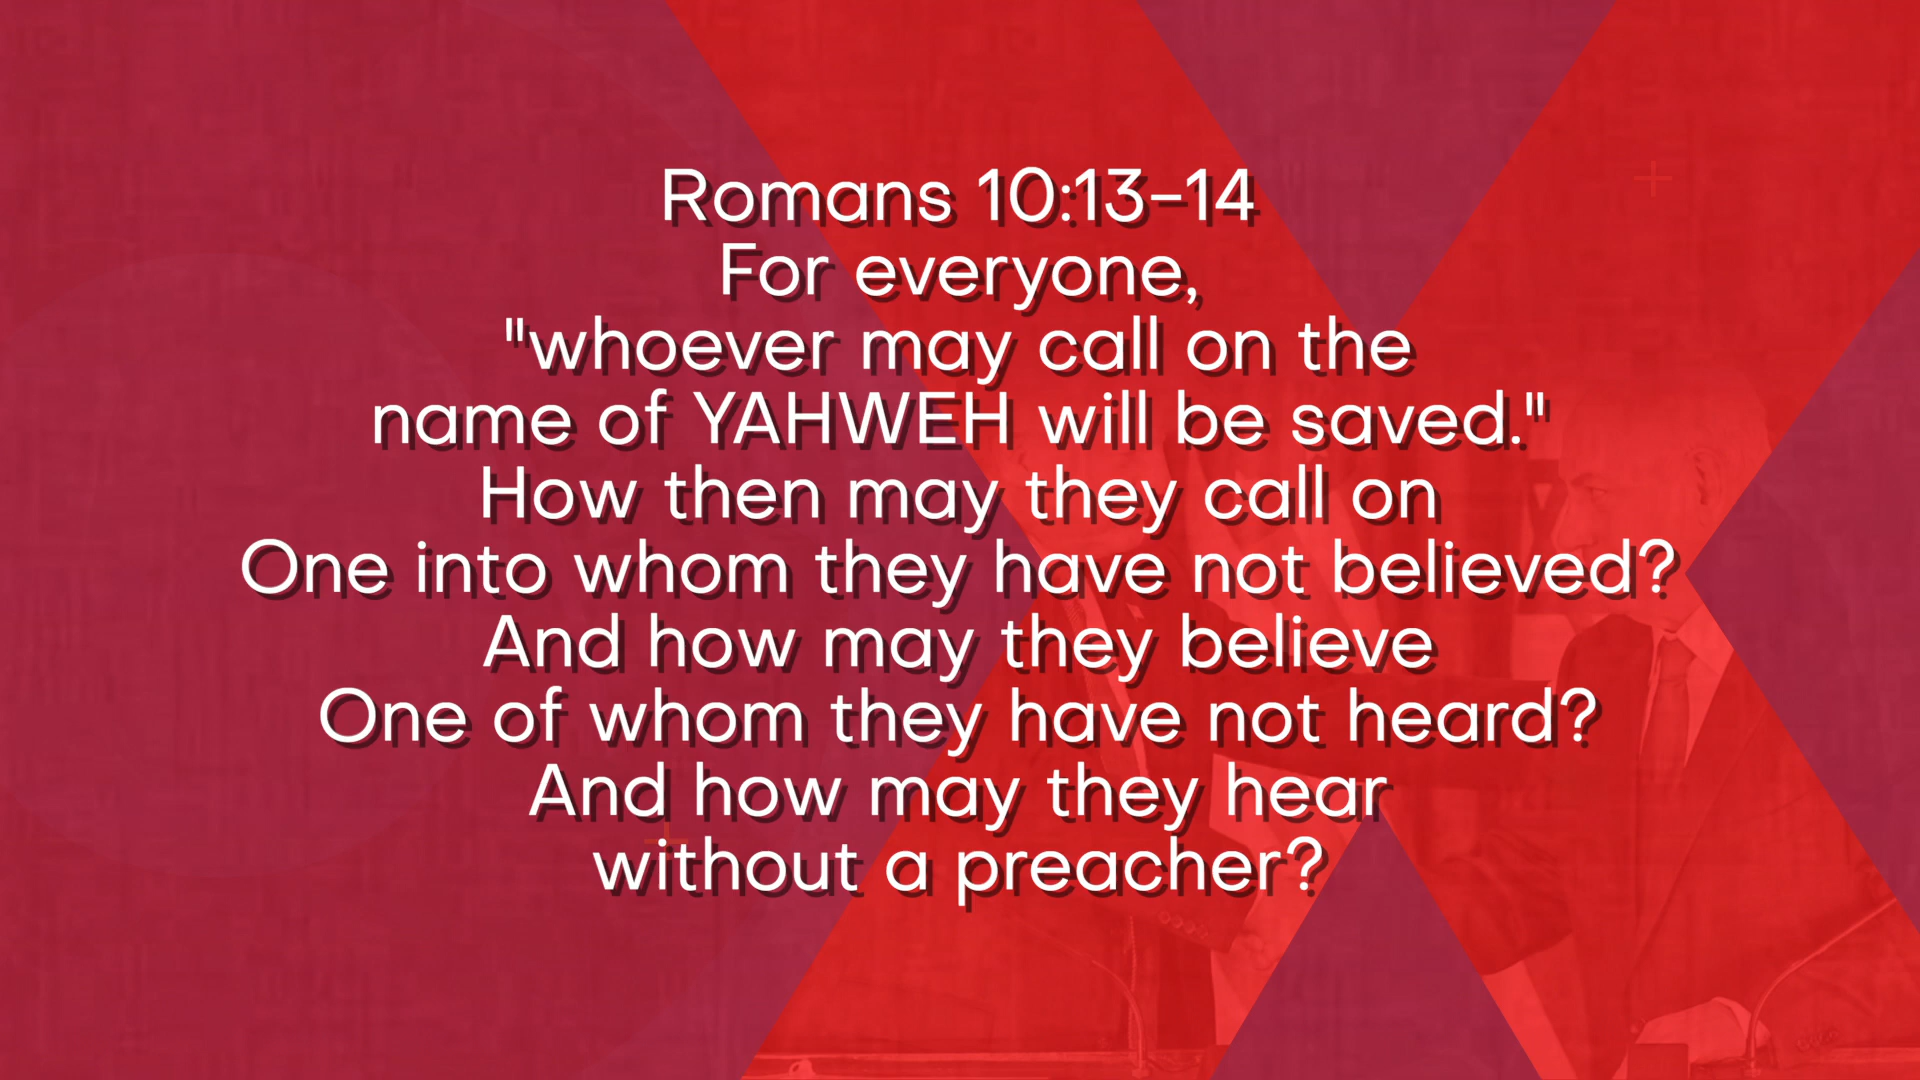 Romans 10:13–14
For everyone,
"whoever may call on the
name of YAHWEH will be saved."
How then may they call on
One into whom they have not believed?
And how may they believe
One of whom they have not heard?
And how may they hear
without a preacher?